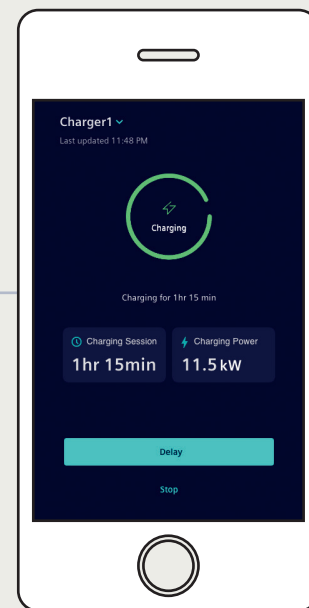 Charger1
Last updated 11:48 PM
Charging
Charging for 1hr 15 min
Charging Session
1hr 15min
Charging Power
11.5 kW
Delay
Stop